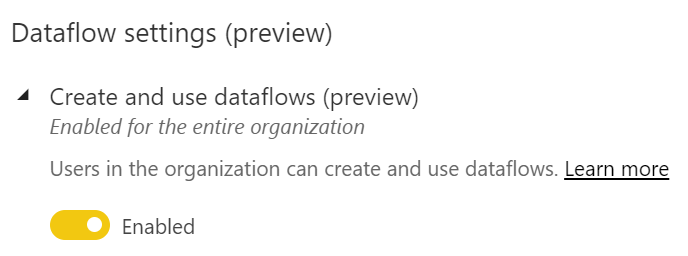 Dataflow settings (preview)
Create and use dataflows (preview)
Enabled for the entire organization
Users in the organization can create and use dataflows. Learn more
Enabled